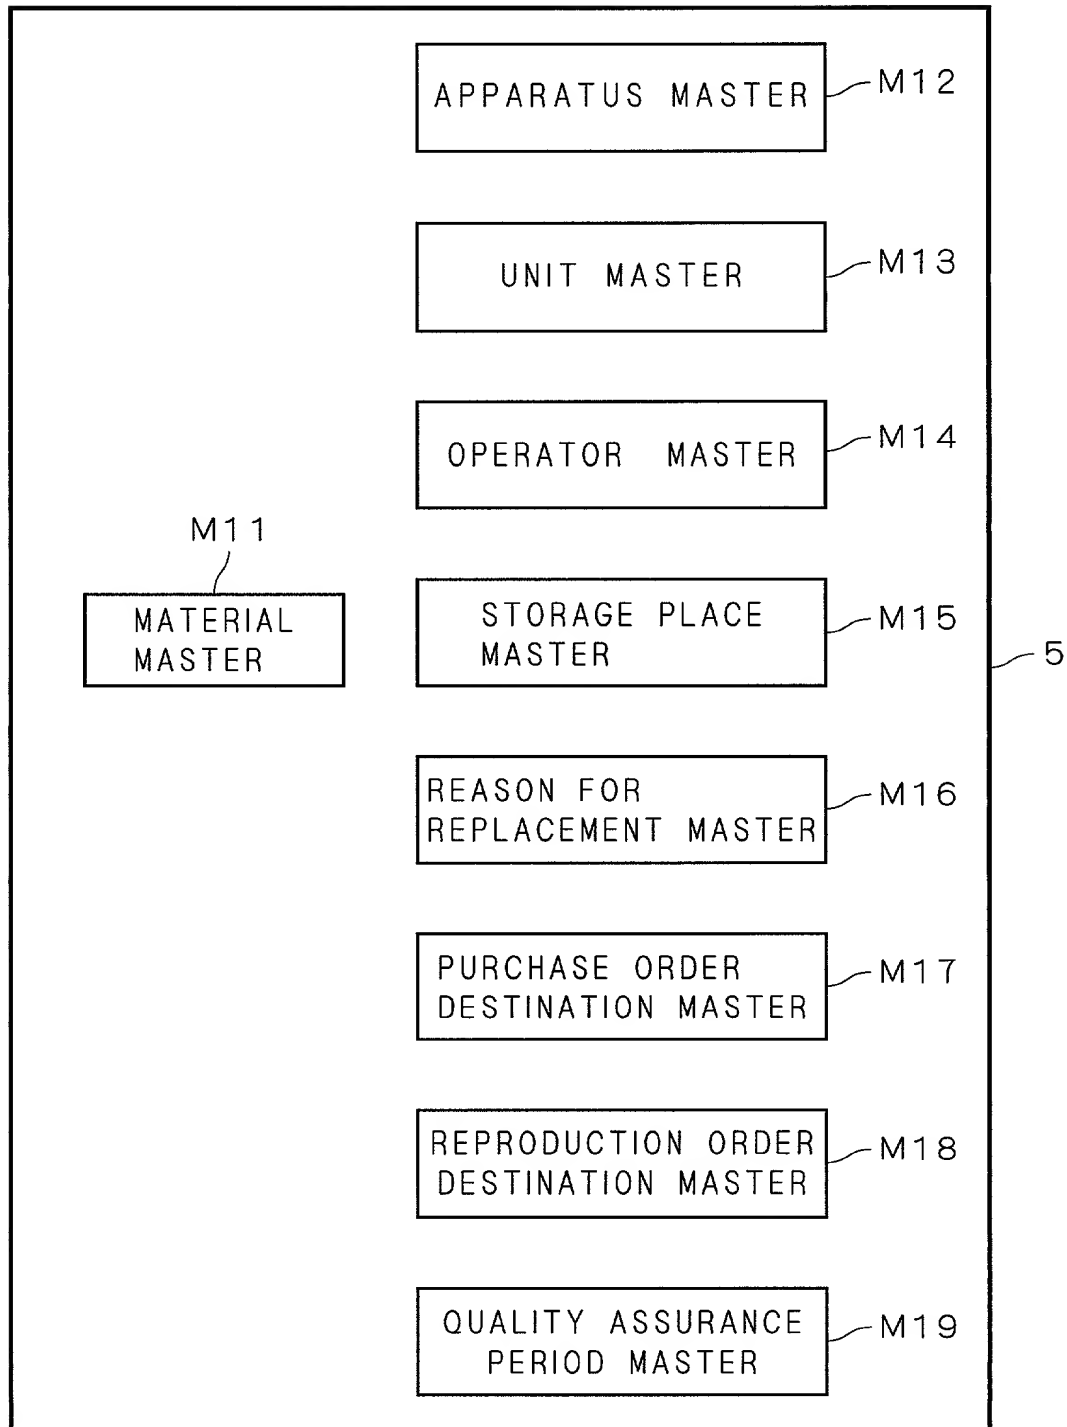 APPARATUS MASTER
M12
UNIT MASTER
M13
OPERATOR MASTER
M14
M11
MATERIAL
MASTER
STORAGE PLACE
MASTER
M15
5
REASON FOR
REPLACEMENT MASTER
M16
PURCHASE ORDER
DESTINATION MASTER
M17
REPRODUCTION ORDER
DESTINATION MASTER
M18
QUALITY ASSURANCE
PERIOD MASTER
M19